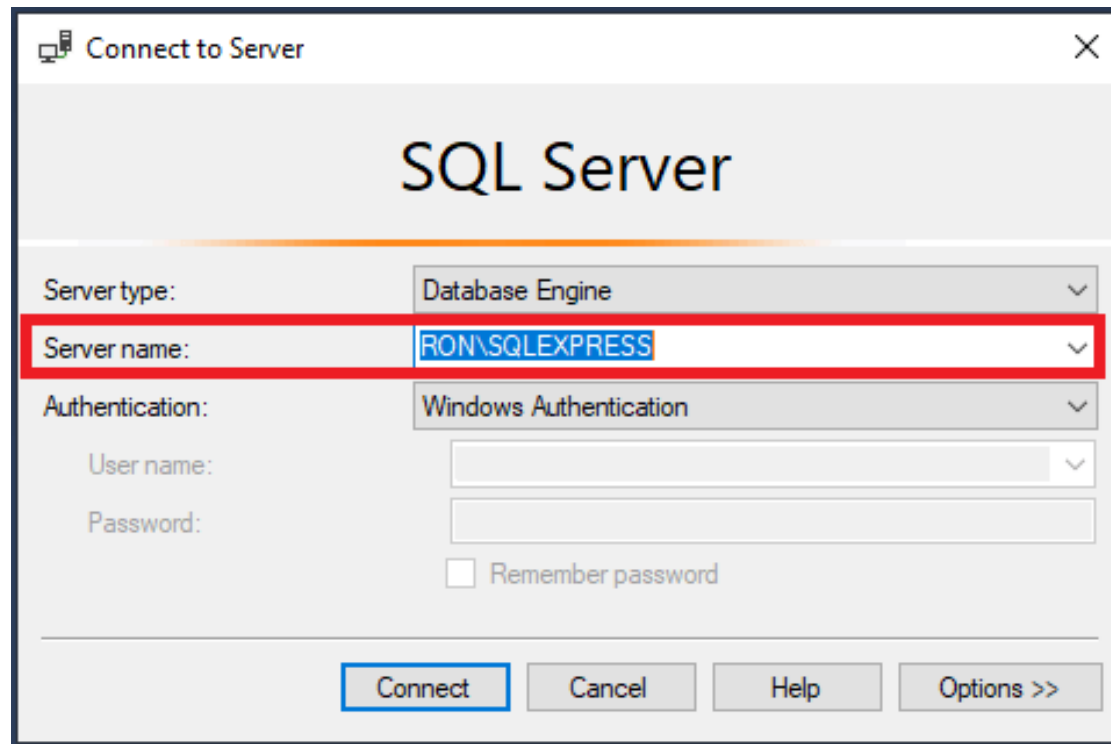 Connect to Server
SQL Server
Server type: Database Engine
Server name: RON\SQLEXPRESS
Authentication: Windows Authentication
User name:
Password:
Remember password
Connect Cancel Help Options >>